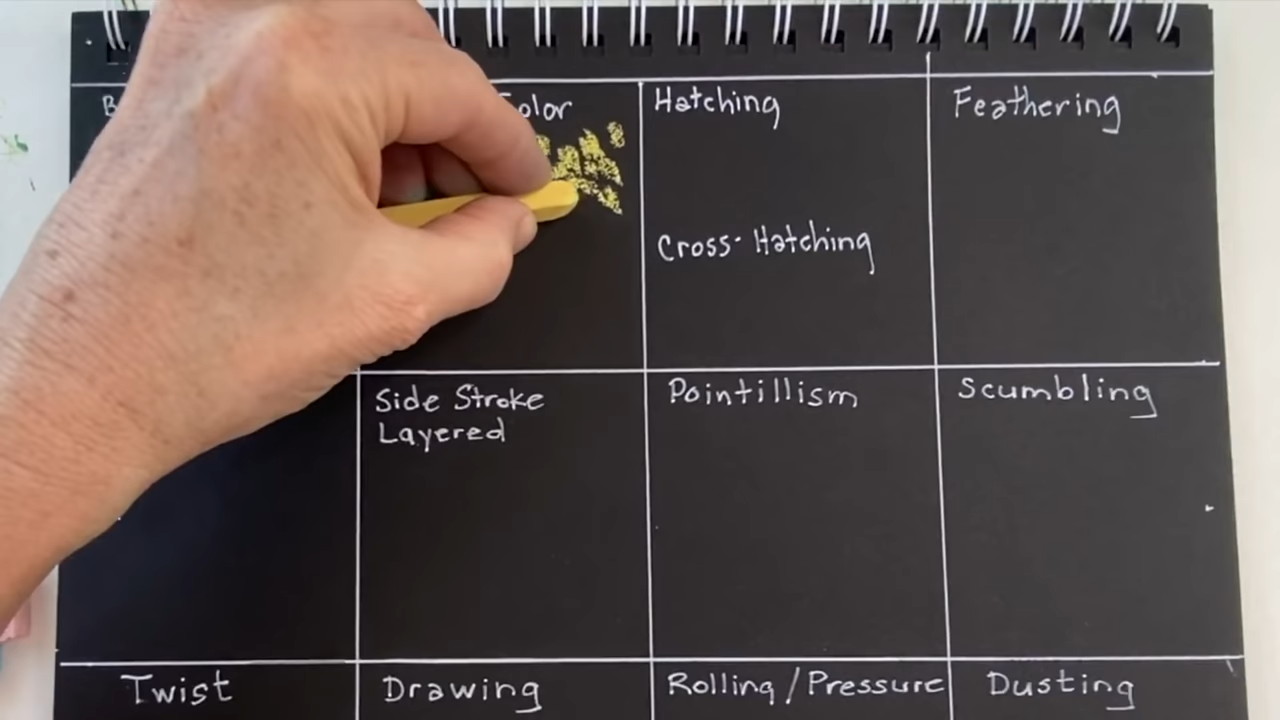 Hatching
Feathering
Cross-Hatching
Side Stroke
Layered
Pointillism
Scumbling
Twist
Drawing
Rolling / Pressure
Dusting